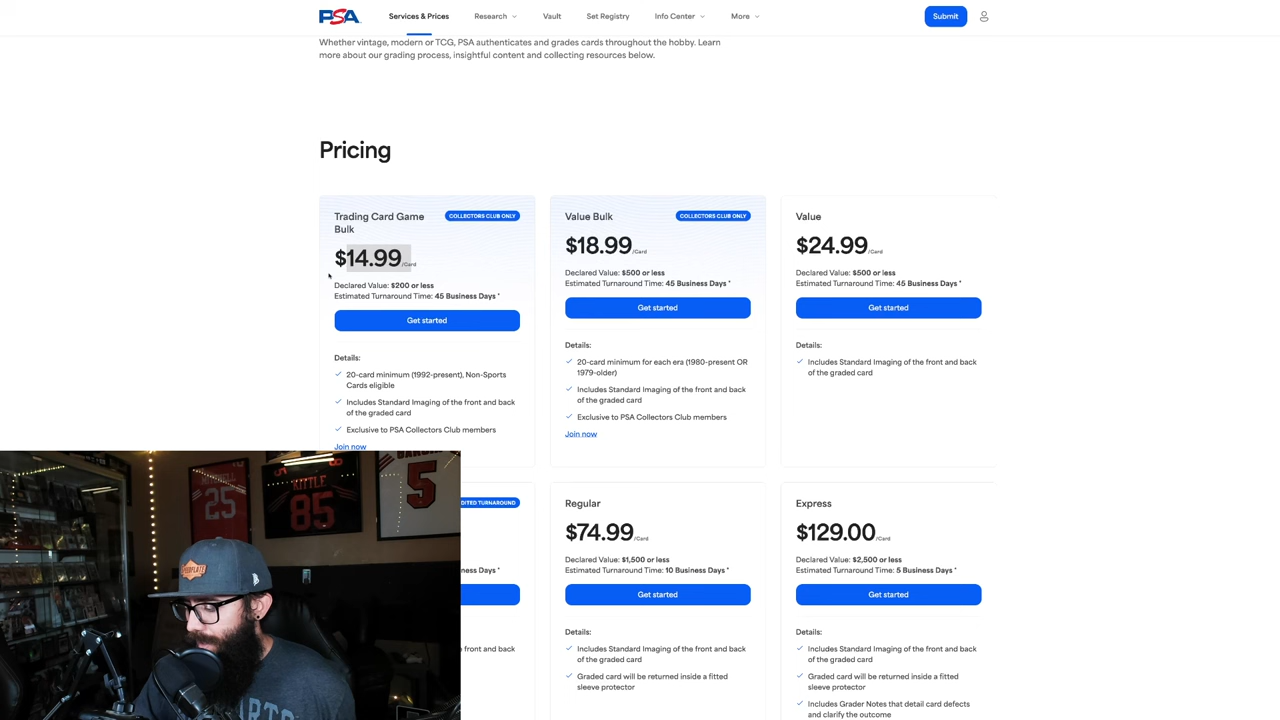 PSA
Services & Prices
Research
Vault
Set Registry
Info Center
More
Submit
Whether vintage, modern or TCG, PSA authenticates and grades cards throughout the hobby. Learn
more about our grading process, insightful content and collecting resources below.
Pricing
Trading Card Game
Bulk
COLLECTORS CLUB ONLY
$14.99/Card
Declared Value: $200 or less
Estimated Turnaround Time: 45 Business Days *
Get started
Details:
20-card minimum (1992-present), Non-Sports
Cards eligible
Includes Standard Imaging of the front and back
of the graded card
Exclusive to PSA Collectors Club members
Join now
Value Bulk
COLLECTORS CLUB ONLY
$18.99/Card
Declared Value: $500 or less
Estimated Turnaround Time: 45 Business Days *
Get started
Details:
20-card minimum for each era (1980-present OR
1979-older)
Includes Standard Imaging of the front and back
of the graded card
Exclusive to PSA Collectors Club members
Join now
Value
$24.99/Card
Declared Value: $500 or less
Estimated Turnaround Time: 45 Business Days *
Get started
Details:
Includes Standard Imaging of the front and back
of the graded card
DITED TURNAROUND
ness Days *
front and back
Regular
$74.99/Card
Declared Value: $1,500 or less
Estimated Turnaround Time: 10 Business Days *
Get started
Details:
Includes Standard Imaging of the front and back
of the graded card
Graded card will be returned inside a fitted
sleeve protector
Express
$129.00/Card
Declared Value: $2,500 or less
Estimated Turnaround Time: 5 Business Days *
Get started
Details:
Includes Standard Imaging of the front and back
of the graded card
Graded card will be returned inside a fitted
sleeve protector
Includes Grader Notes that detail card defects
and clarify the outcome
MITCHELL
25
KITTLE
85
5